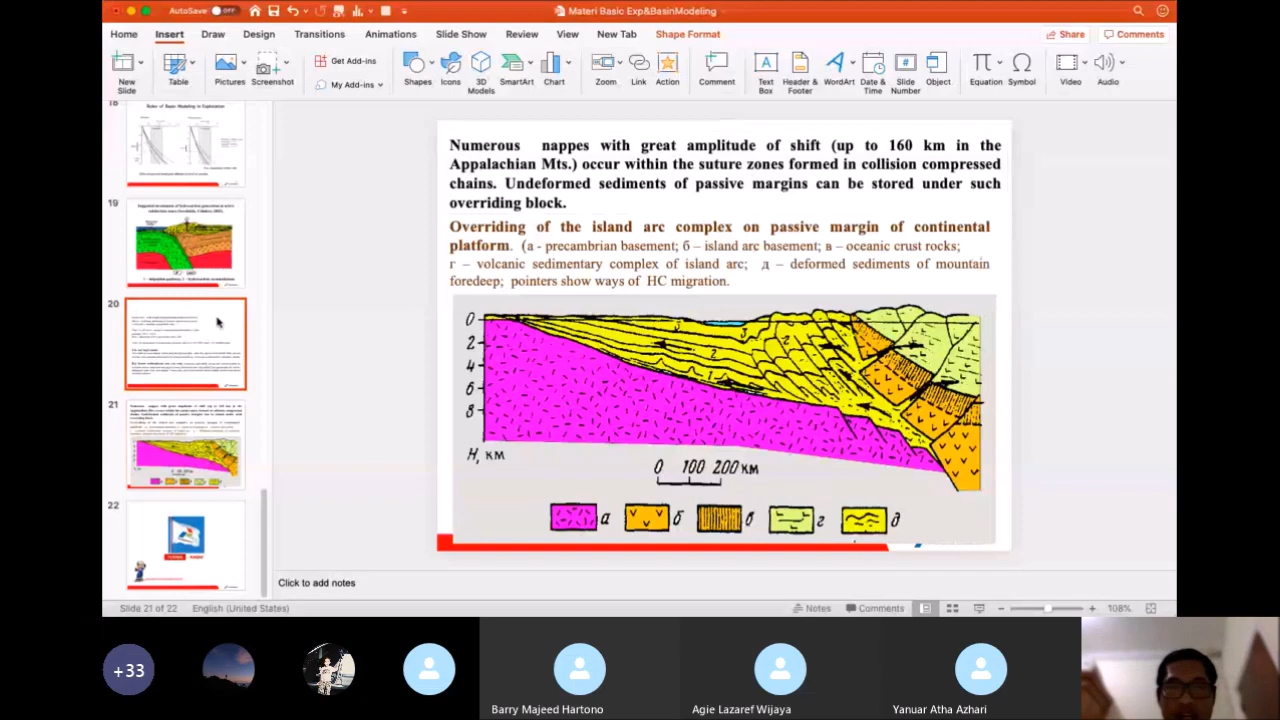 AutoSave OFF
Materi Basic Exp&BasinModeling
Home Insert Draw Design Transitions Animations Slide Show Review View New Tab Shape Format
Share Comments
New Slide
Table
Pictures
Screenshot
Get Add-ins
My Add-ins
Shapes
Icons
3D Models
SmartArt
Chart
Zoom
Link
Action
Comment
Text Box
Header & Footer
WordArt
Date & Time
Slide Number
Object
Equation
Symbol
Video
Audio
18
19
20
21
22
Numerous nappes with great amplitude of shift (up to 160 km in the
Appalachian Mts.) occur within the suture zones formed in collision compressed
chains. Undeformed sediments of passive margins can be stored under such
overriding block.
Overriding of the island arc complex on passive margin of continental
platform. (a - precambrian basement; б – island arc basement; в – oceanic crust rocks;
г – volcanic sedimentary complex of island arc; д – deformed sediments of mountain
foredeep; pointers show ways of HC migration.
0
2
4
6
8
H, км
0 100 200 км
а б в г д
Click to add notes
Slide 21 of 22 English (United States)
Notes Comments 108%
+33
Barry Majeed Hartono
Agie Lazaref Wijaya
Yanuar Atha Azhari